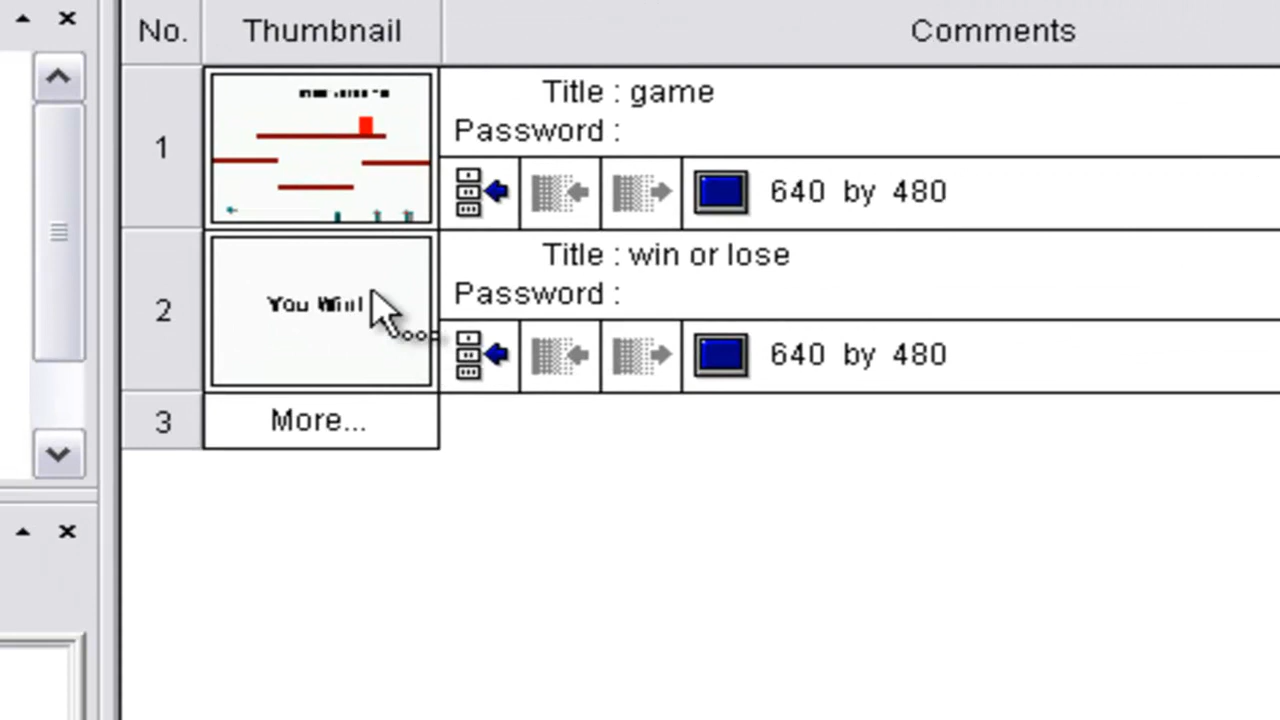 No. Thumbnail Comments
1
Title : game
Password :
640 by 480
2
You Win!
Title : win or lose
Password :
640 by 480
3 More...